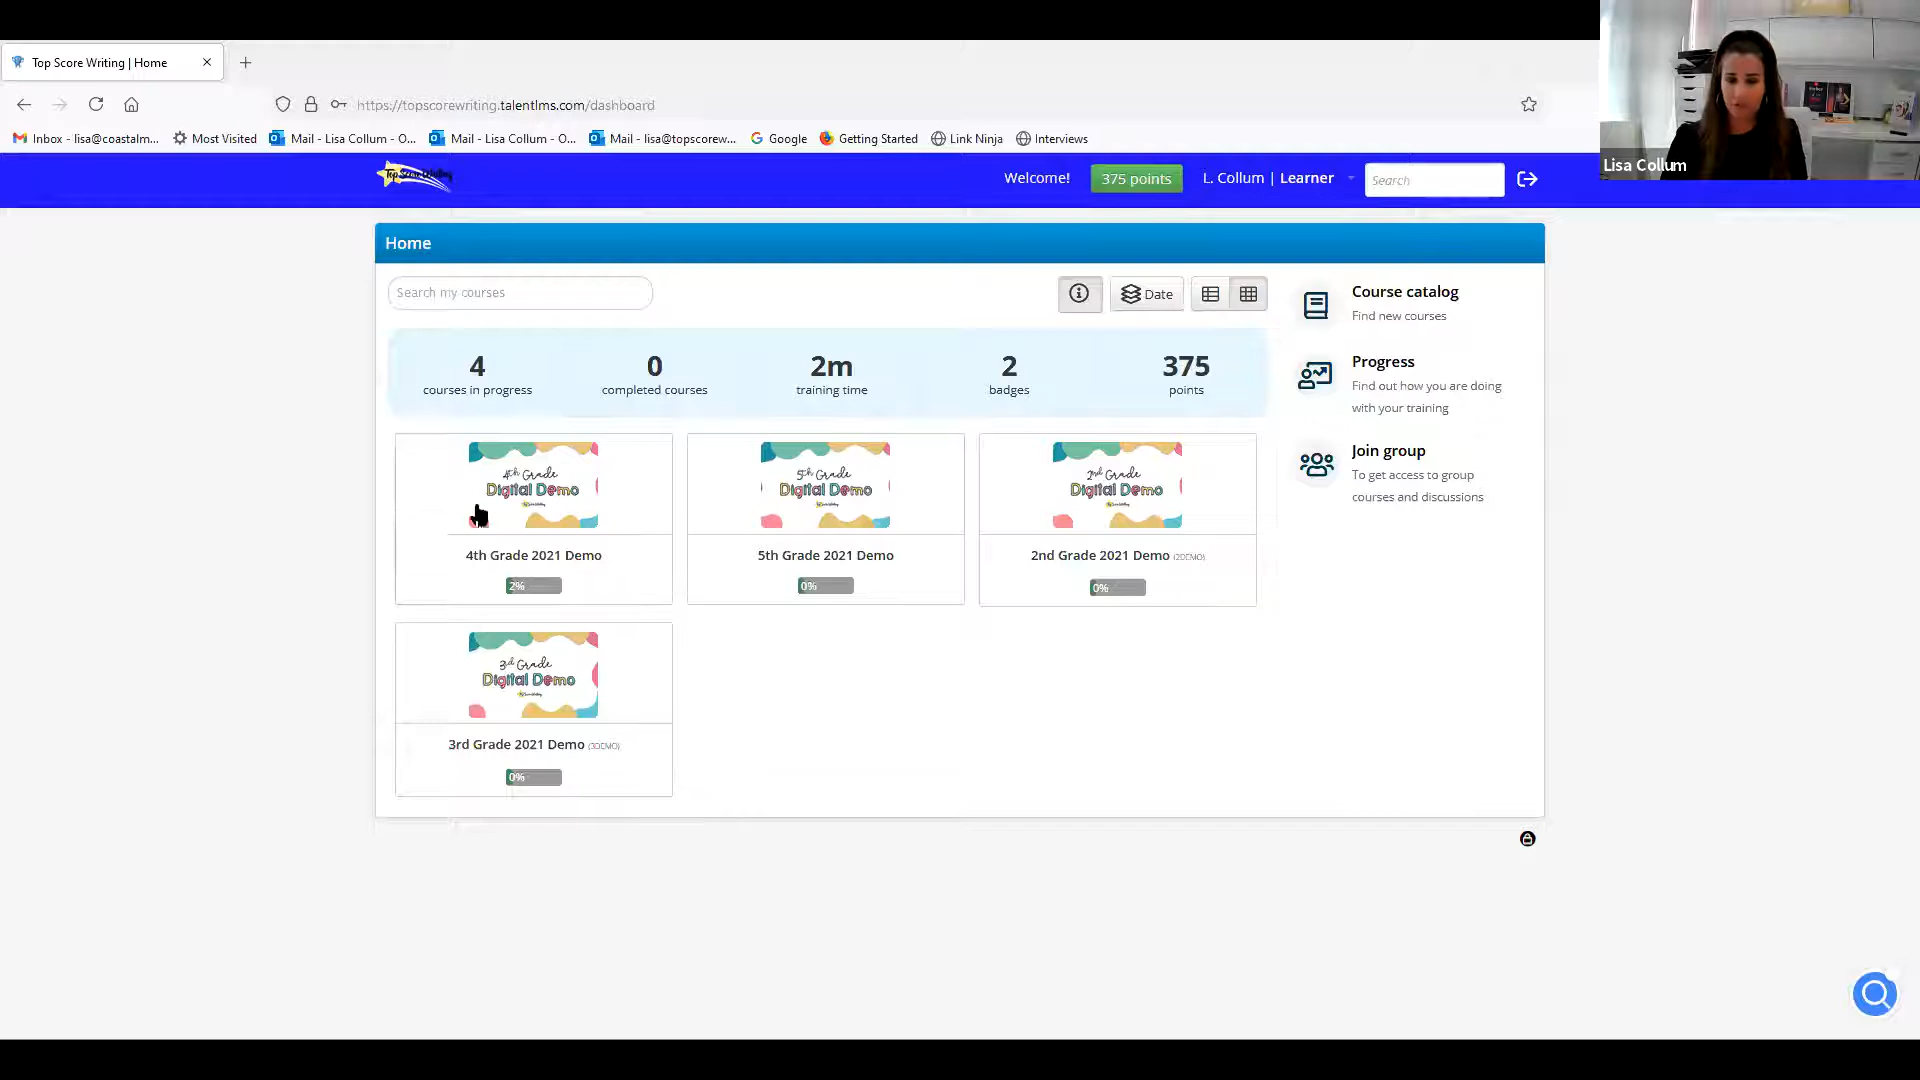 Top Score Writing | Home
https://topscorewriting.talentlms.com/dashboard
Inbox - lisa@coastalm...
Most Visited
Mail - Lisa Collum - O...
Mail - Lisa Collum - O...
Mail - lisa@topscorew...
Google
Getting Started
Link Ninja
Interviews
Lisa Collum
Top Score Writing
Welcome!
375 points
L. Collum | Learner
Search
Home
Search my courses
Date
4
courses in progress
0
completed courses
2m
training time
2
badges
375
points
Course catalog
Find new courses
Progress
Find out how you are doing
with your training
Join group
To get access to group
courses and discussions
4th Grade
Digital Demo
4th Grade 2021 Demo
2%
5th Grade
Digital Demo
5th Grade 2021 Demo
0%
2nd Grade
Digital Demo
2nd Grade 2021 Demo (2DEMO)
0%
3rd Grade
Digital Demo
3rd Grade 2021 Demo (3DEMO)
0%